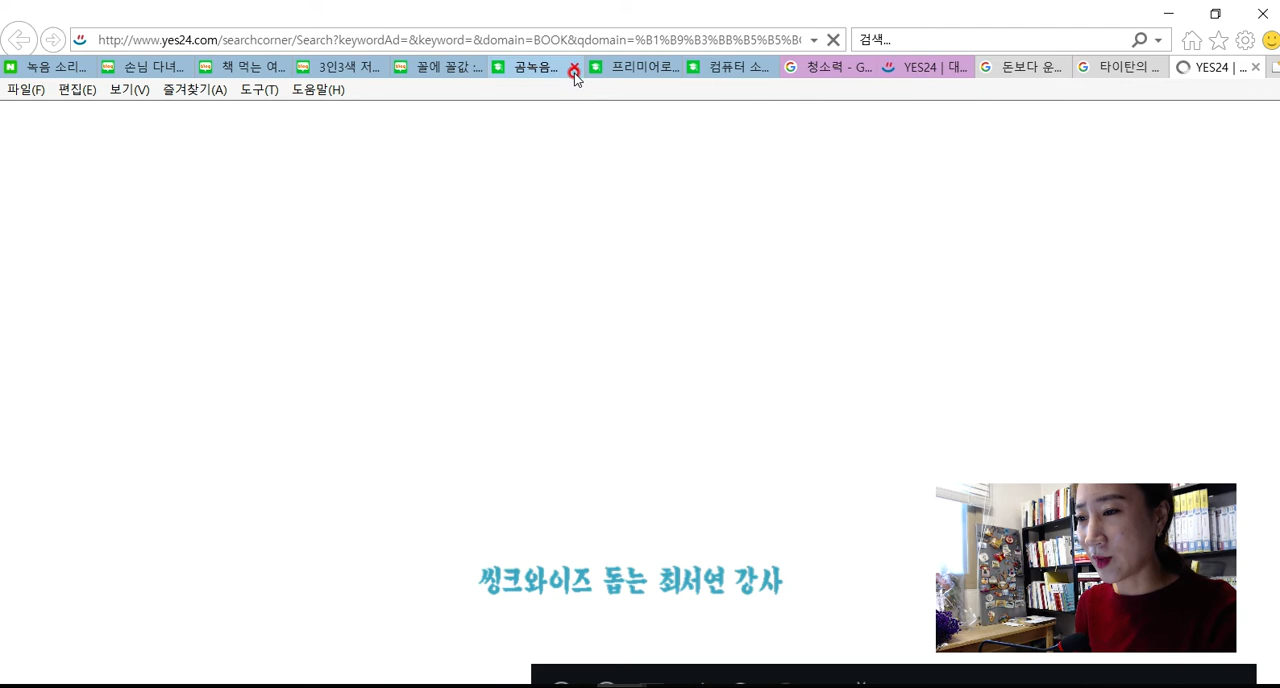 http://www.yes24.com/searchcorner/Search?keywordAd=&keyword=&domain=BOOK&qdomain=%B1%B9%B3%BB%B5%B5%B
검색...
녹음 소리...
손님 다녀...
책 먹는 여...
3인3색 저...
꼴에 꼴값 :...
곰녹음...
프리미어로...
컴퓨터 소...
청소력 - G...
YES24 | 대...
돈보다 운...
타이탄의 ...
YES24 | ...
파일(F) 편집(E) 보기(V) 즐겨찾기(A) 도구(T) 도움말(H)
씽크와이즈 돕는 최서연 강사